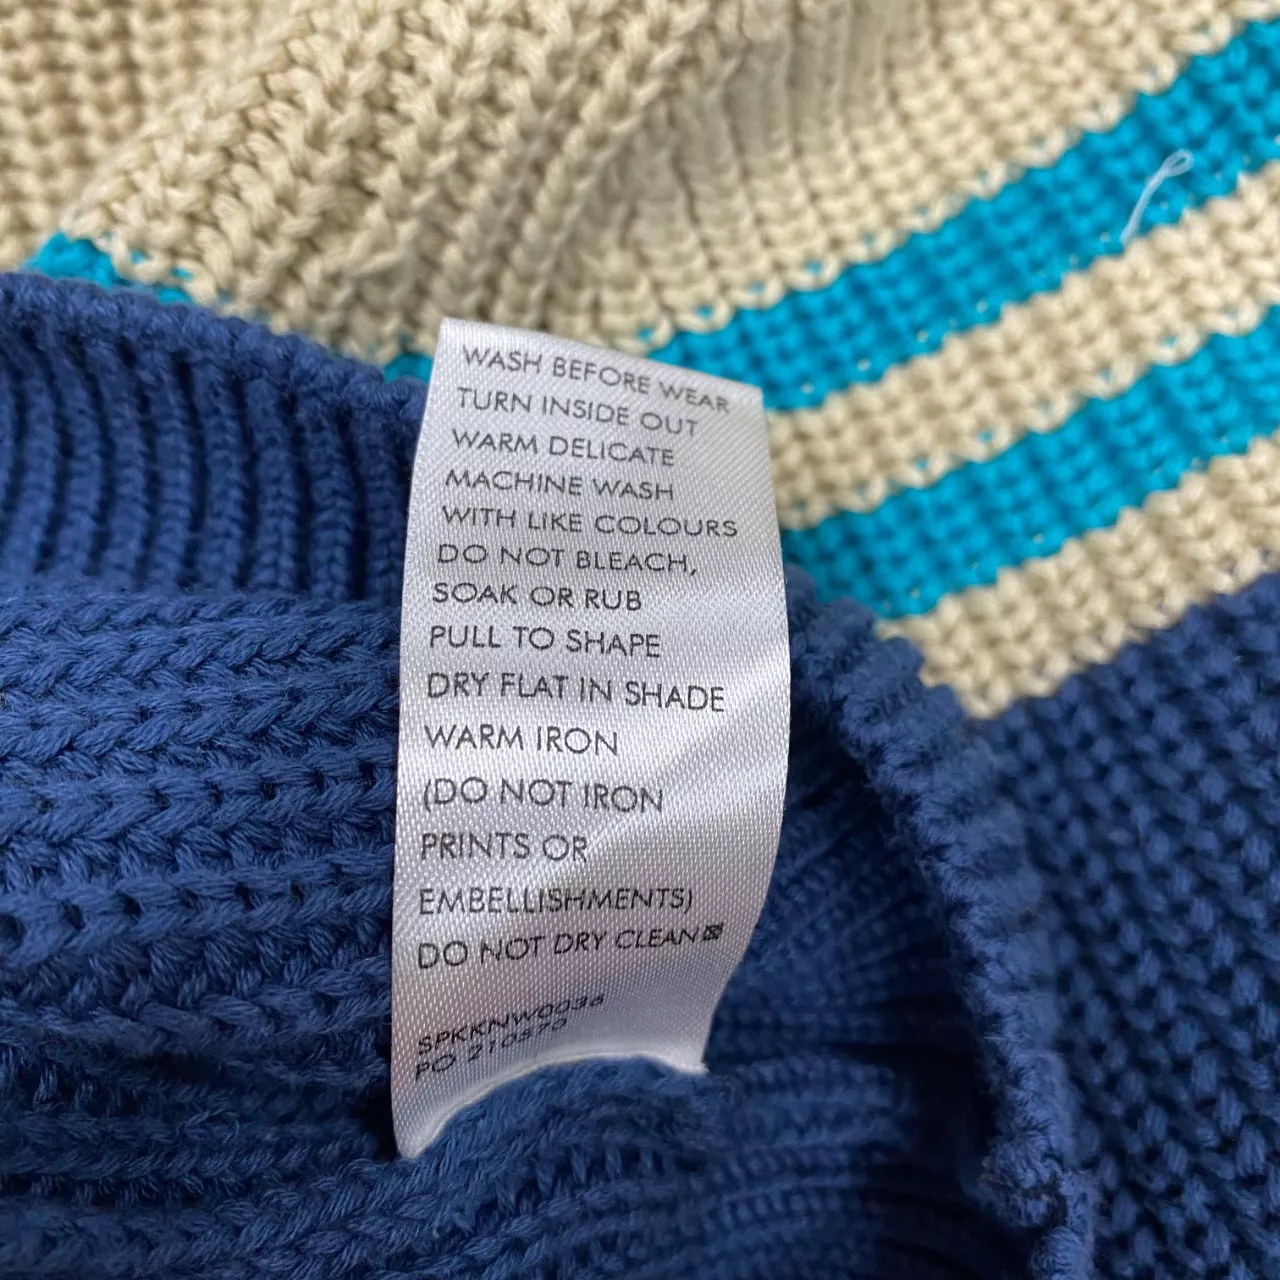 WASH BEFORE WEAR
TURN INSIDE OUT
WARM DELICATE
MACHINE WASH
WITH LIKE COLOURS
DO NOT BLEACH,
SOAK OR RUB
PULL TO SHAPE
DRY FLAT IN SHADE
WARM IRON
(DO NOT IRON
PRINTS OR
EMBELLISHMENTS)
DO NOT DRY CLEAN
SPKKNW0036
PO 210570